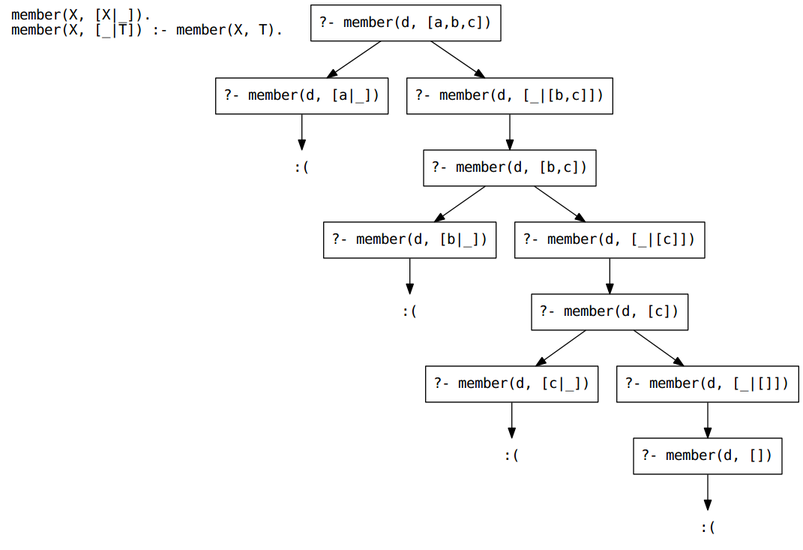 member(X, [X|_]).
member(X, [_|T]) :- member(X, T).
?- member(d, [a,b,c])
?- member(d, [a|_])
?- member(d, [_|[b,c]])
:(
?- member(d, [b,c])
?- member(d, [b|_])
?- member(d, [_|[c]])
:(
?- member(d, [c])
?- member(d, [c|_])
?- member(d, [_|[]])
:(
?- member(d, [])
:(